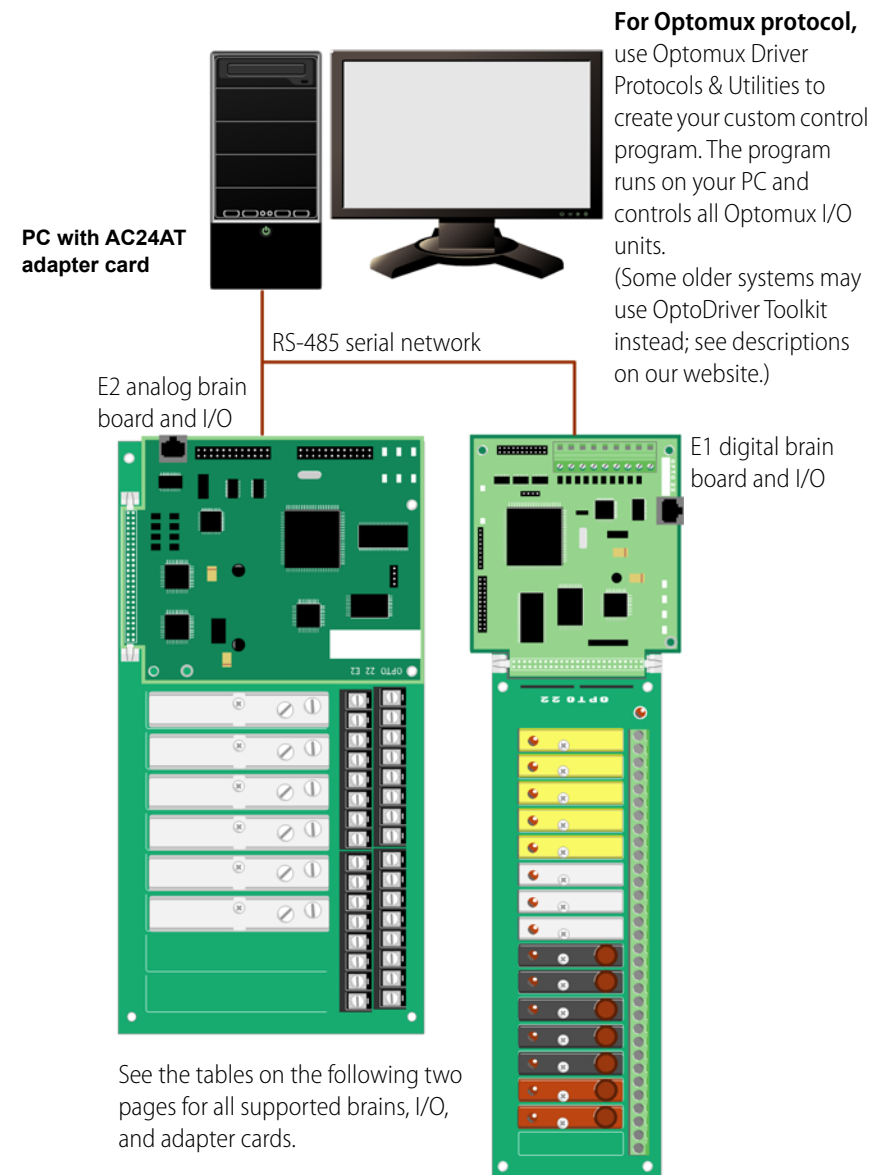 For Optomux protocol,
use Optomux Driver
Protocols & Utilities to
create your custom control
program. The program
runs on your PC and
controls all Optomux I/O
units.
(Some older systems may
use OptoDriver Toolkit
instead; see descriptions
on our website.)
PC with AC24AT
adapter card
RS-485 serial network
E2 analog brain
board and I/O
E1 digital brain
board and I/O
OPTO 22 E2
OPTO 22
See the tables on the following two
pages for all supported brains, I/O,
and adapter cards.